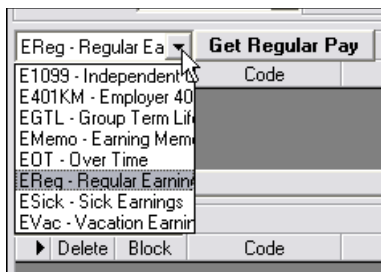 EReg - Regular Ea Get Regular Pay
E1099 - Independent Code
E401KM - Employer 40
EGTL - Group Term Lif
EMemo - Earning Mem
EOT - Over Time
EReg - Regular Earnin
ESick - Sick Earnings
EVac - Vacation Earnin
Delete Block Code